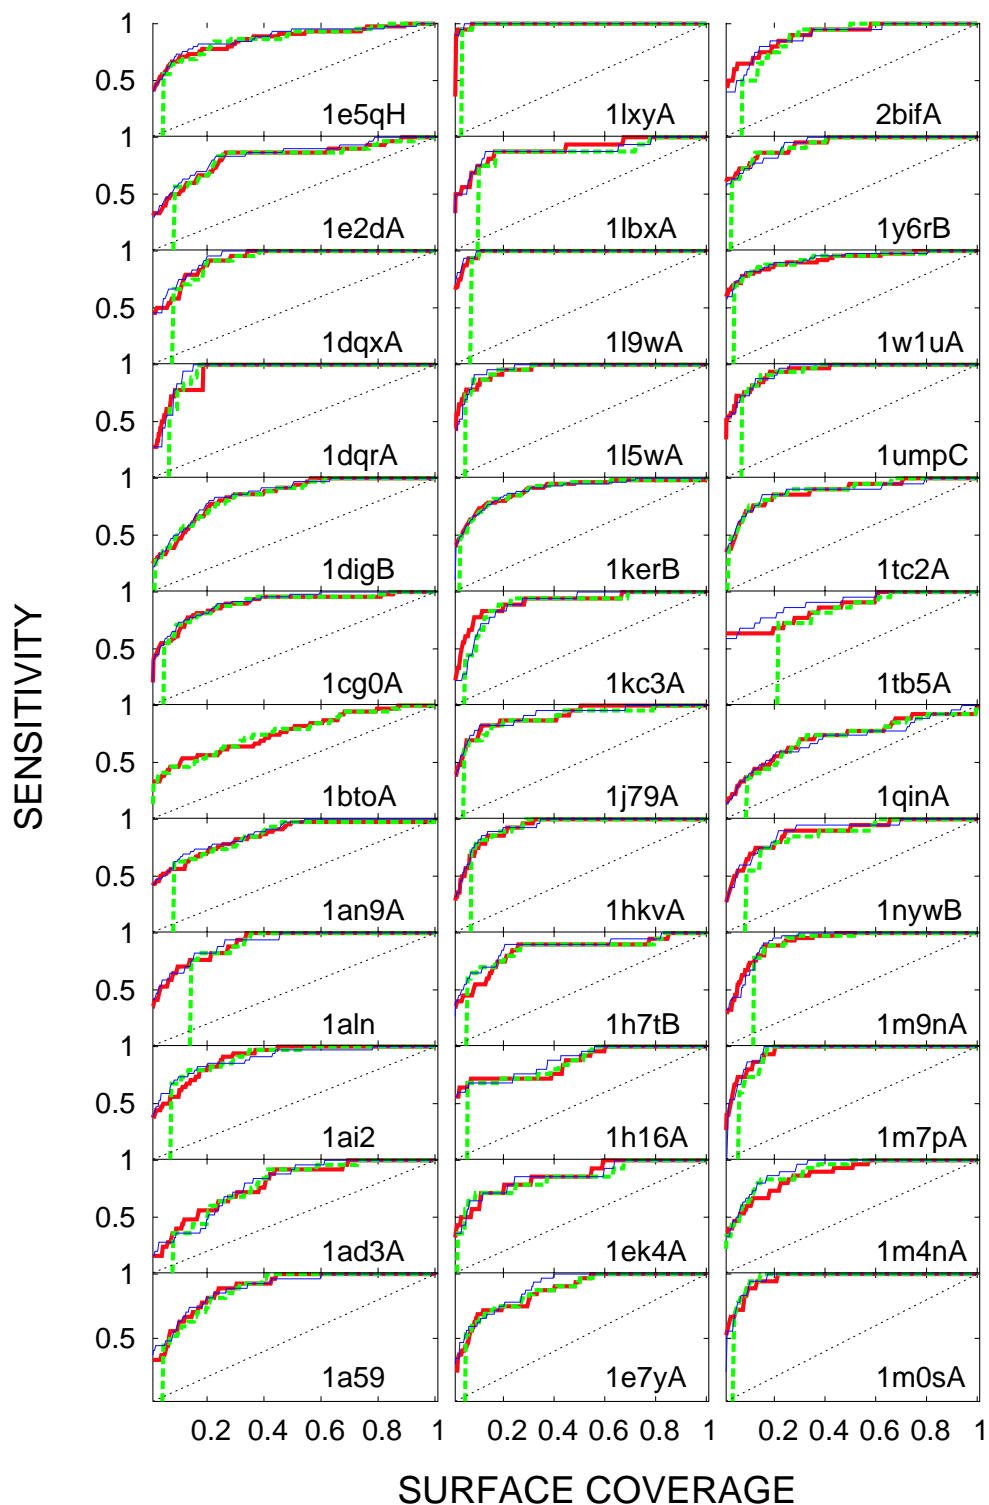 1
0.5
1e5qH
1lxyA
2bifA
1
0.5
1e2dA
1lbxA
1y6rB
1
0.5
1dqxA
1l9wA
1w1uA
1
0.5
1dqrA
1l5wA
1umpC
1
0.5
1digB
1kerB
1tc2A
1
0.5
1cg0A
1kc3A
1tb5A
1
0.5
1btoA
1j79A
1qinA
1
0.5
1an9A
1hkvA
1nywB
1
0.5
1aln
1h7tB
1m9nA
1
0.5
1ai2
1h16A
1m7pA
1
0.5
1ad3A
1ek4A
1m4nA
1
0.5
1a59
1e7yA
1m0sA
0.2 0.4 0.6 0.8 1
0.2 0.4 0.6 0.8 1
0.2 0.4 0.6 0.8 1
SENSITIVITY
SURFACE COVERAGE